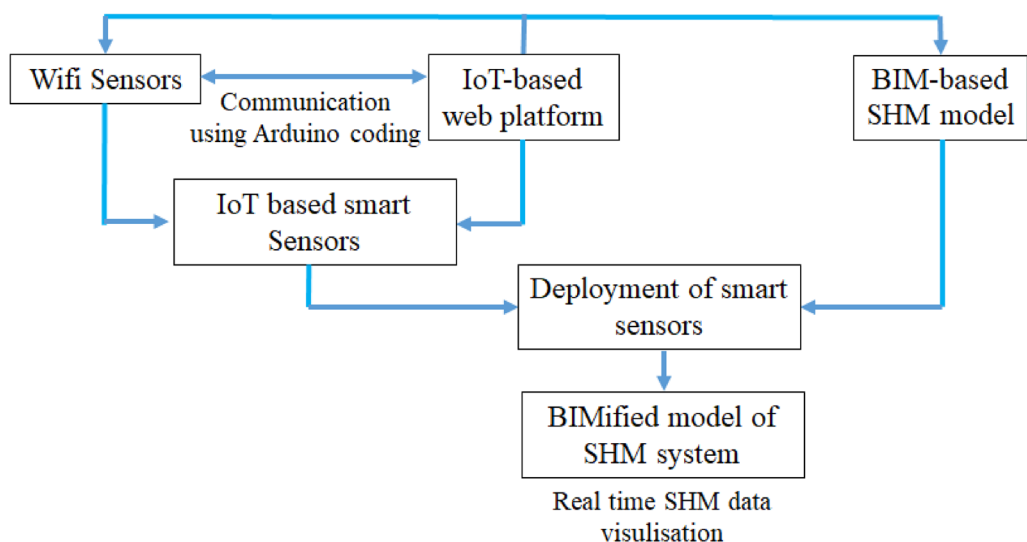 Wifi Sensors
Communication
using Arduino coding
IoT-based
web platform
BIM-based
SHM model
IoT based smart
Sensors
Deployment of smart
sensors
BIMified model of
SHM system
Real time SHM data
visulisation